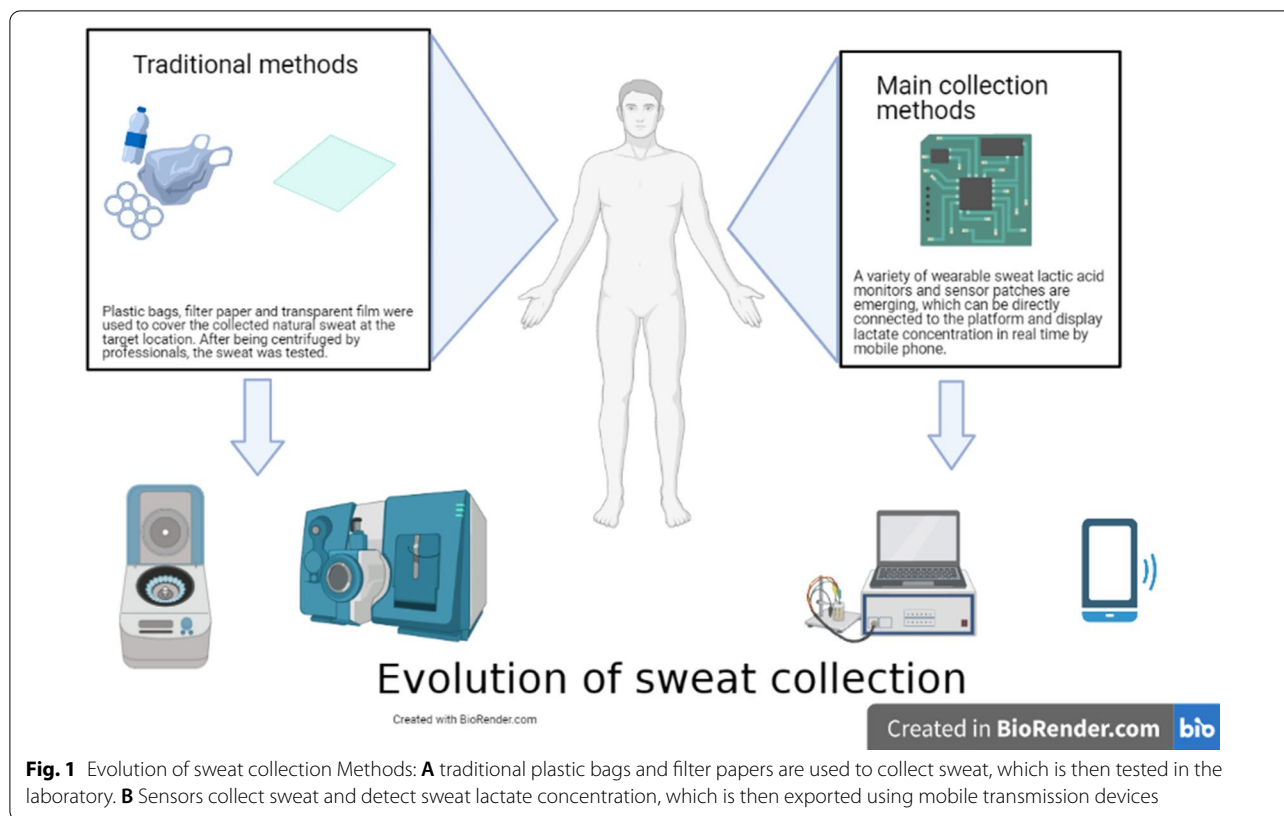 Traditional methods
Plastic bags, filter paper and transparent film were
used to cover the collected natural sweat at the
target location. After being centrifuged by
professionals, the sweat was tested.
Main collection
methods
A variety of wearable sweat lactic acid
monitors and sensor patches are
emerging, which can be directly
connected to the platform and display
lactate concentration in real time by
mobile phone.
Evolution of sweat collection
Created with BioRender.com
Created in BioRender.com bio
Fig. 1 Evolution of sweat collection Methods: A traditional plastic bags and filter papers are used to collect sweat, which is then tested in the
laboratory. B Sensors collect sweat and detect sweat lactate concentration, which is then exported using mobile transmission devices